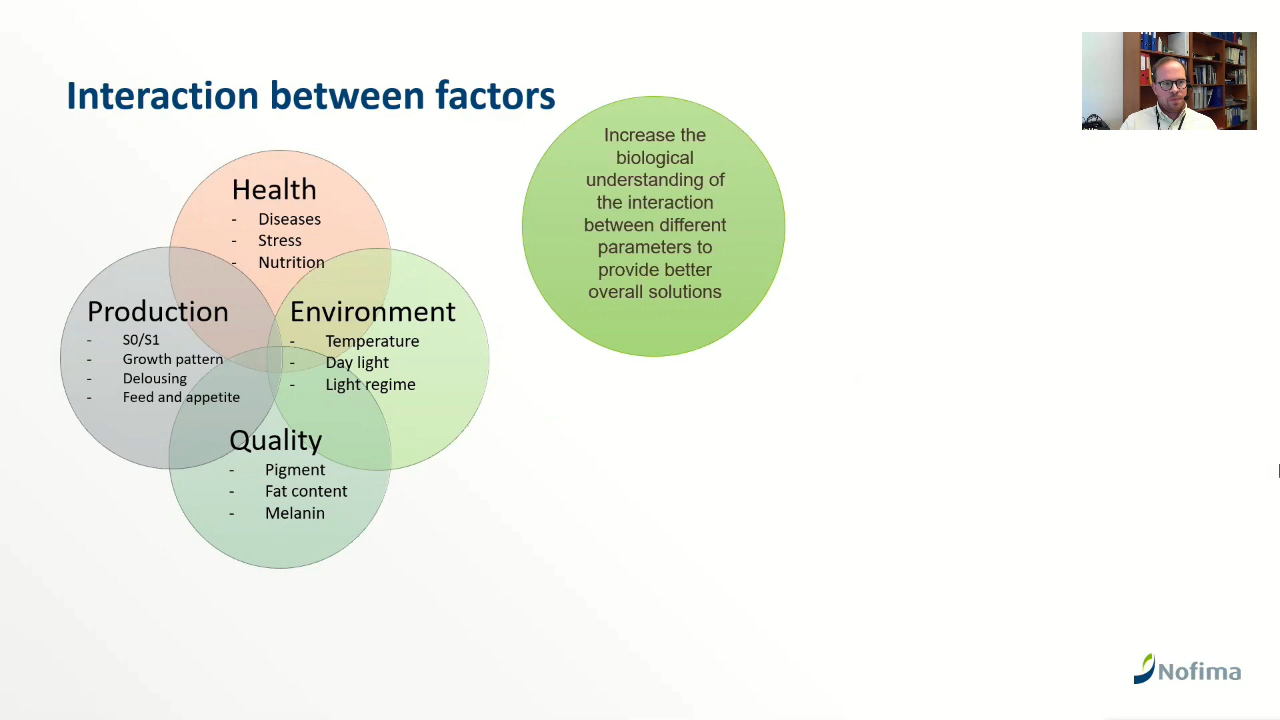 Interaction between factors
Health
- Diseases
- Stress
- Nutrition
Production
- S0/S1
- Growth pattern
- Delousing
- Feed and appetite
Environment
- Temperature
- Day light
- Light regime
Quality
- Pigment
- Fat content
- Melanin
Increase the
biological
understanding of
the interaction
between different
parameters to
provide better
overall solutions
Nofima